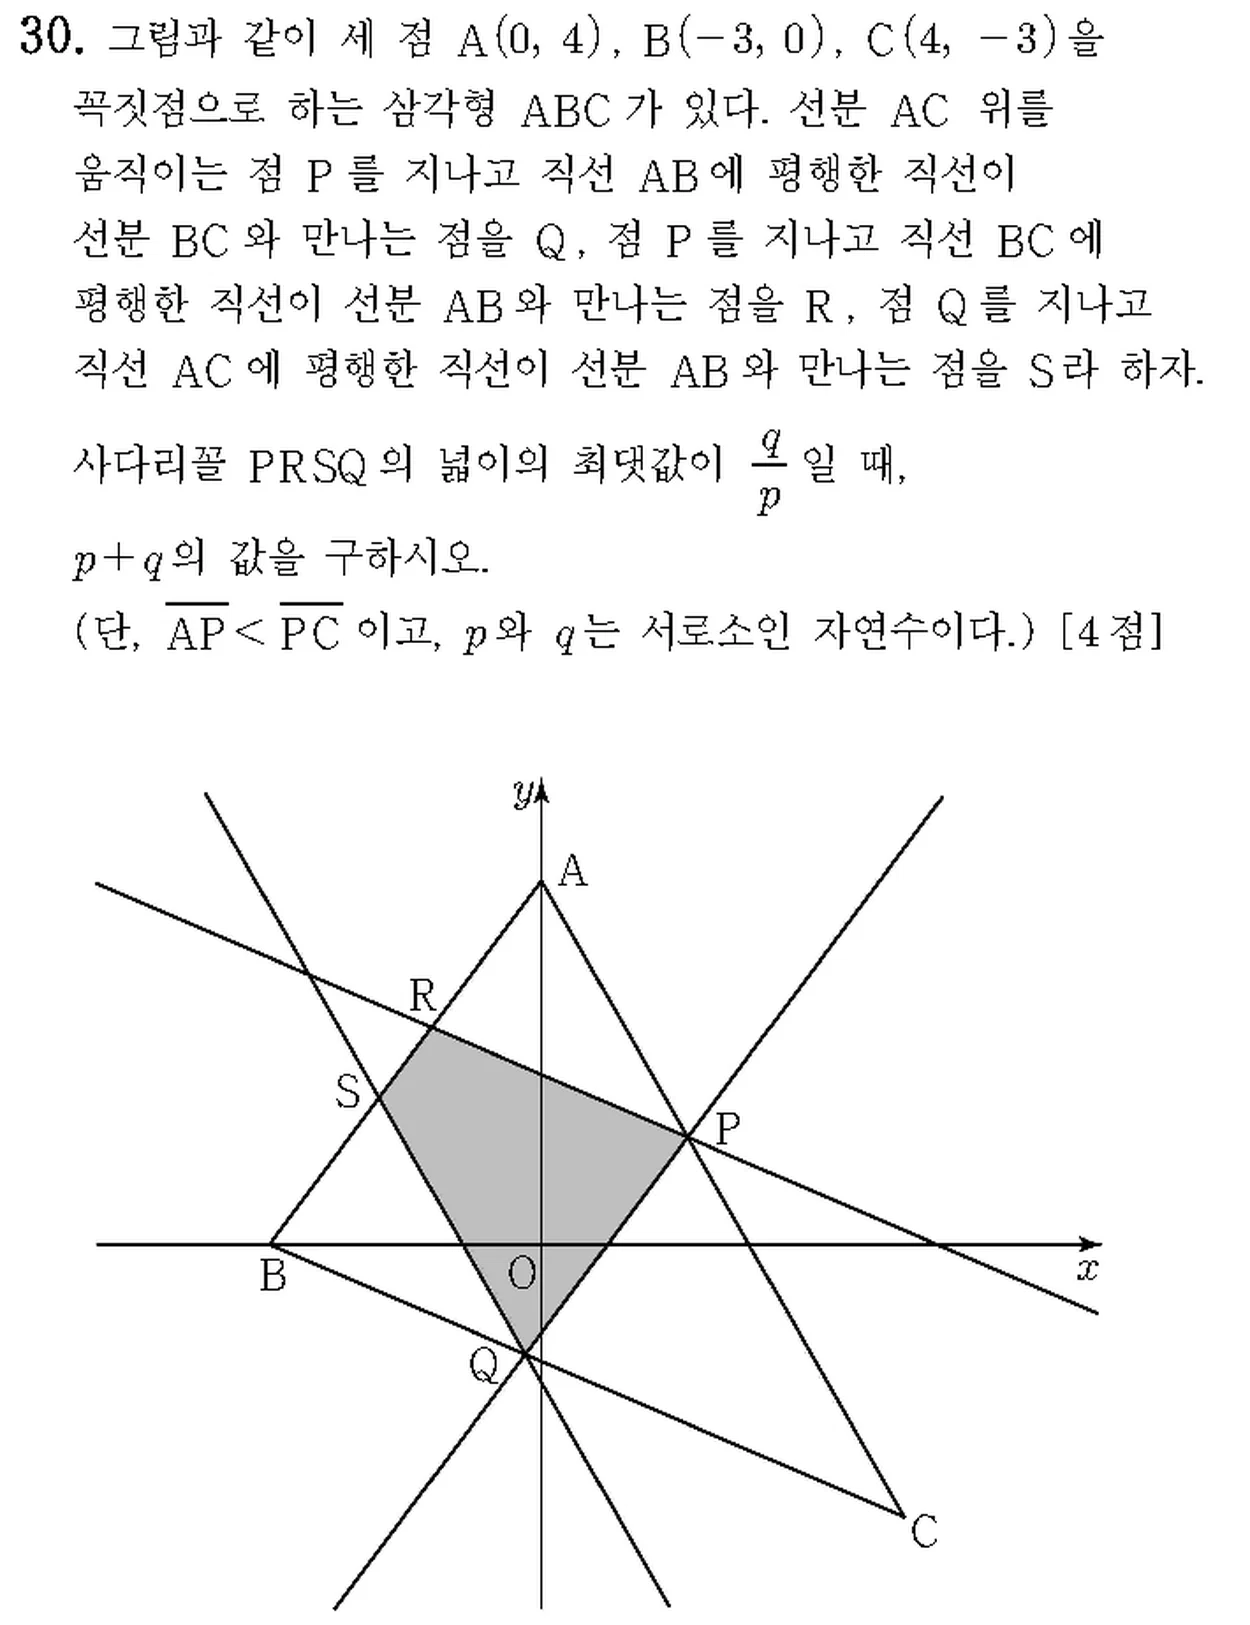 30. 그림과 같이 세 점 A(0, 4), B(−3, 0), C(4, −3)을
꼭짓점으로 하는 삼각형 ABC가 있다. 선분 AC 위를
움직이는 점 P를 지나고 직선 AB에 평행한 직선이
선분 BC와 만나는 점을 Q, 점 P를 지나고 직선 BC에
평행한 직선이 선분 AB와 만나는 점을 R, 점 Q를 지나고
직선 AC에 평행한 직선이 선분 AB와 만나는 점을 S라 하자.
사다리꼴 PRSQ의 넓이의 최댓값이 q/p일 때,
p+q의 값을 구하시오.
(단, AP<PC이고, p와 q는 서로소인 자연수이다.) [4점]
y
A
R
S
P
B
O
x
Q
C